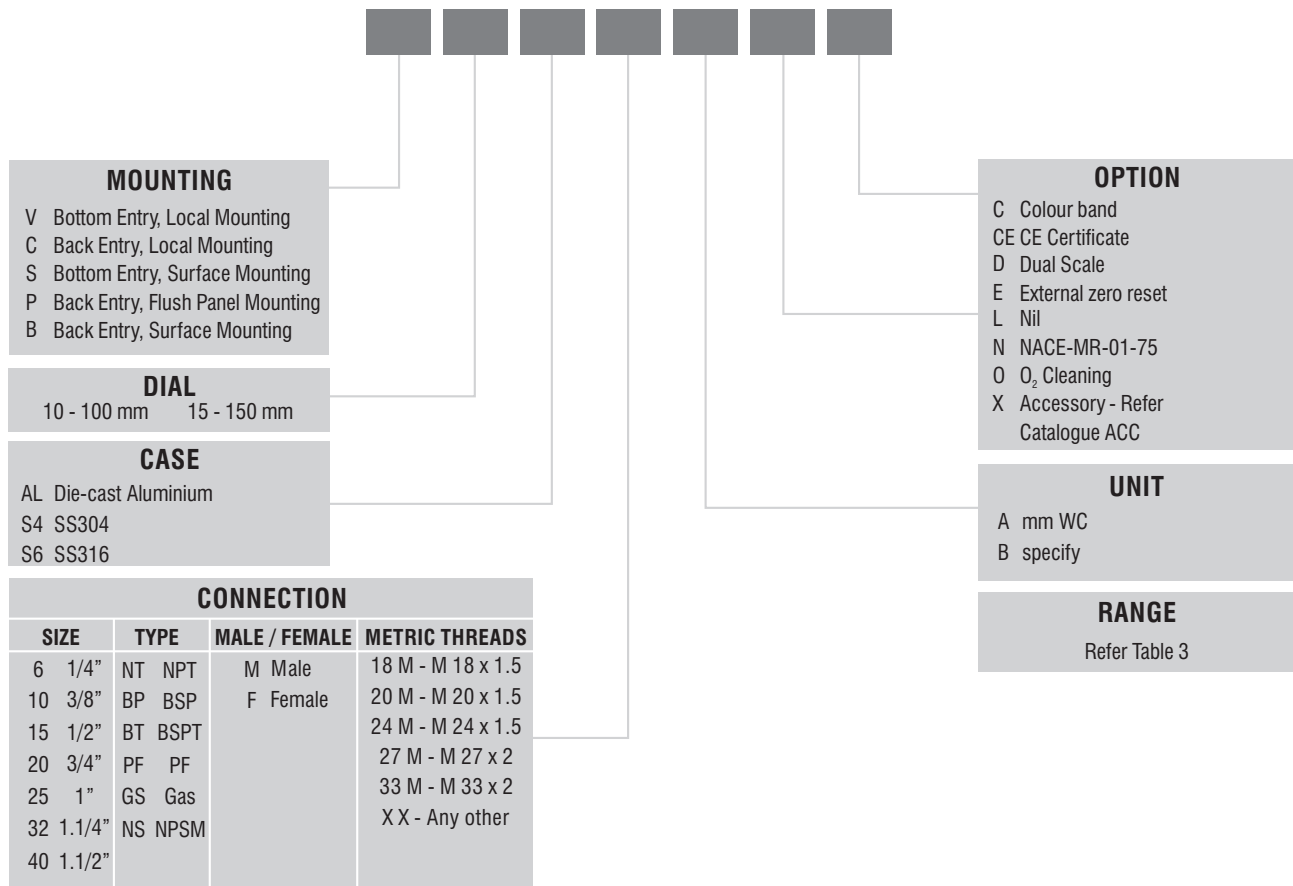 MOUNTING
V Bottom Entry, Local Mounting
C Back Entry, Local Mounting
S Bottom Entry, Surface Mounting
P Back Entry, Flush Panel Mounting
B Back Entry, Surface Mounting
DIAL
10 - 100 mm 15 - 150 mm
CASE
AL Die-cast Aluminium
S4 SS304
S6 SS316
CONNECTION
SIZE TYPE MALE / FEMALE METRIC THREADS
6 1/4” NT NPT M Male 18 M - M 18 x 1.5
10 3/8” BP BSP F Female 20 M - M 20 x 1.5
15 1/2” BT BSPT 24 M - M 24 x 1.5
20 3/4” PF PF 27 M - M 27 x 2
25 1” GS Gas 33 M - M 33 x 2
32 1.1/4” NS NPSM X X - Any other
40 1.1/2”
OPTION
C Colour band
CE CE Certificate
D Dual Scale
E External zero reset
L Nil
N NACE-MR-01-75
O O₂ Cleaning
X Accessory - Refer
Catalogue ACC
UNIT
A mm WC
B specify
RANGE
Refer Table 3